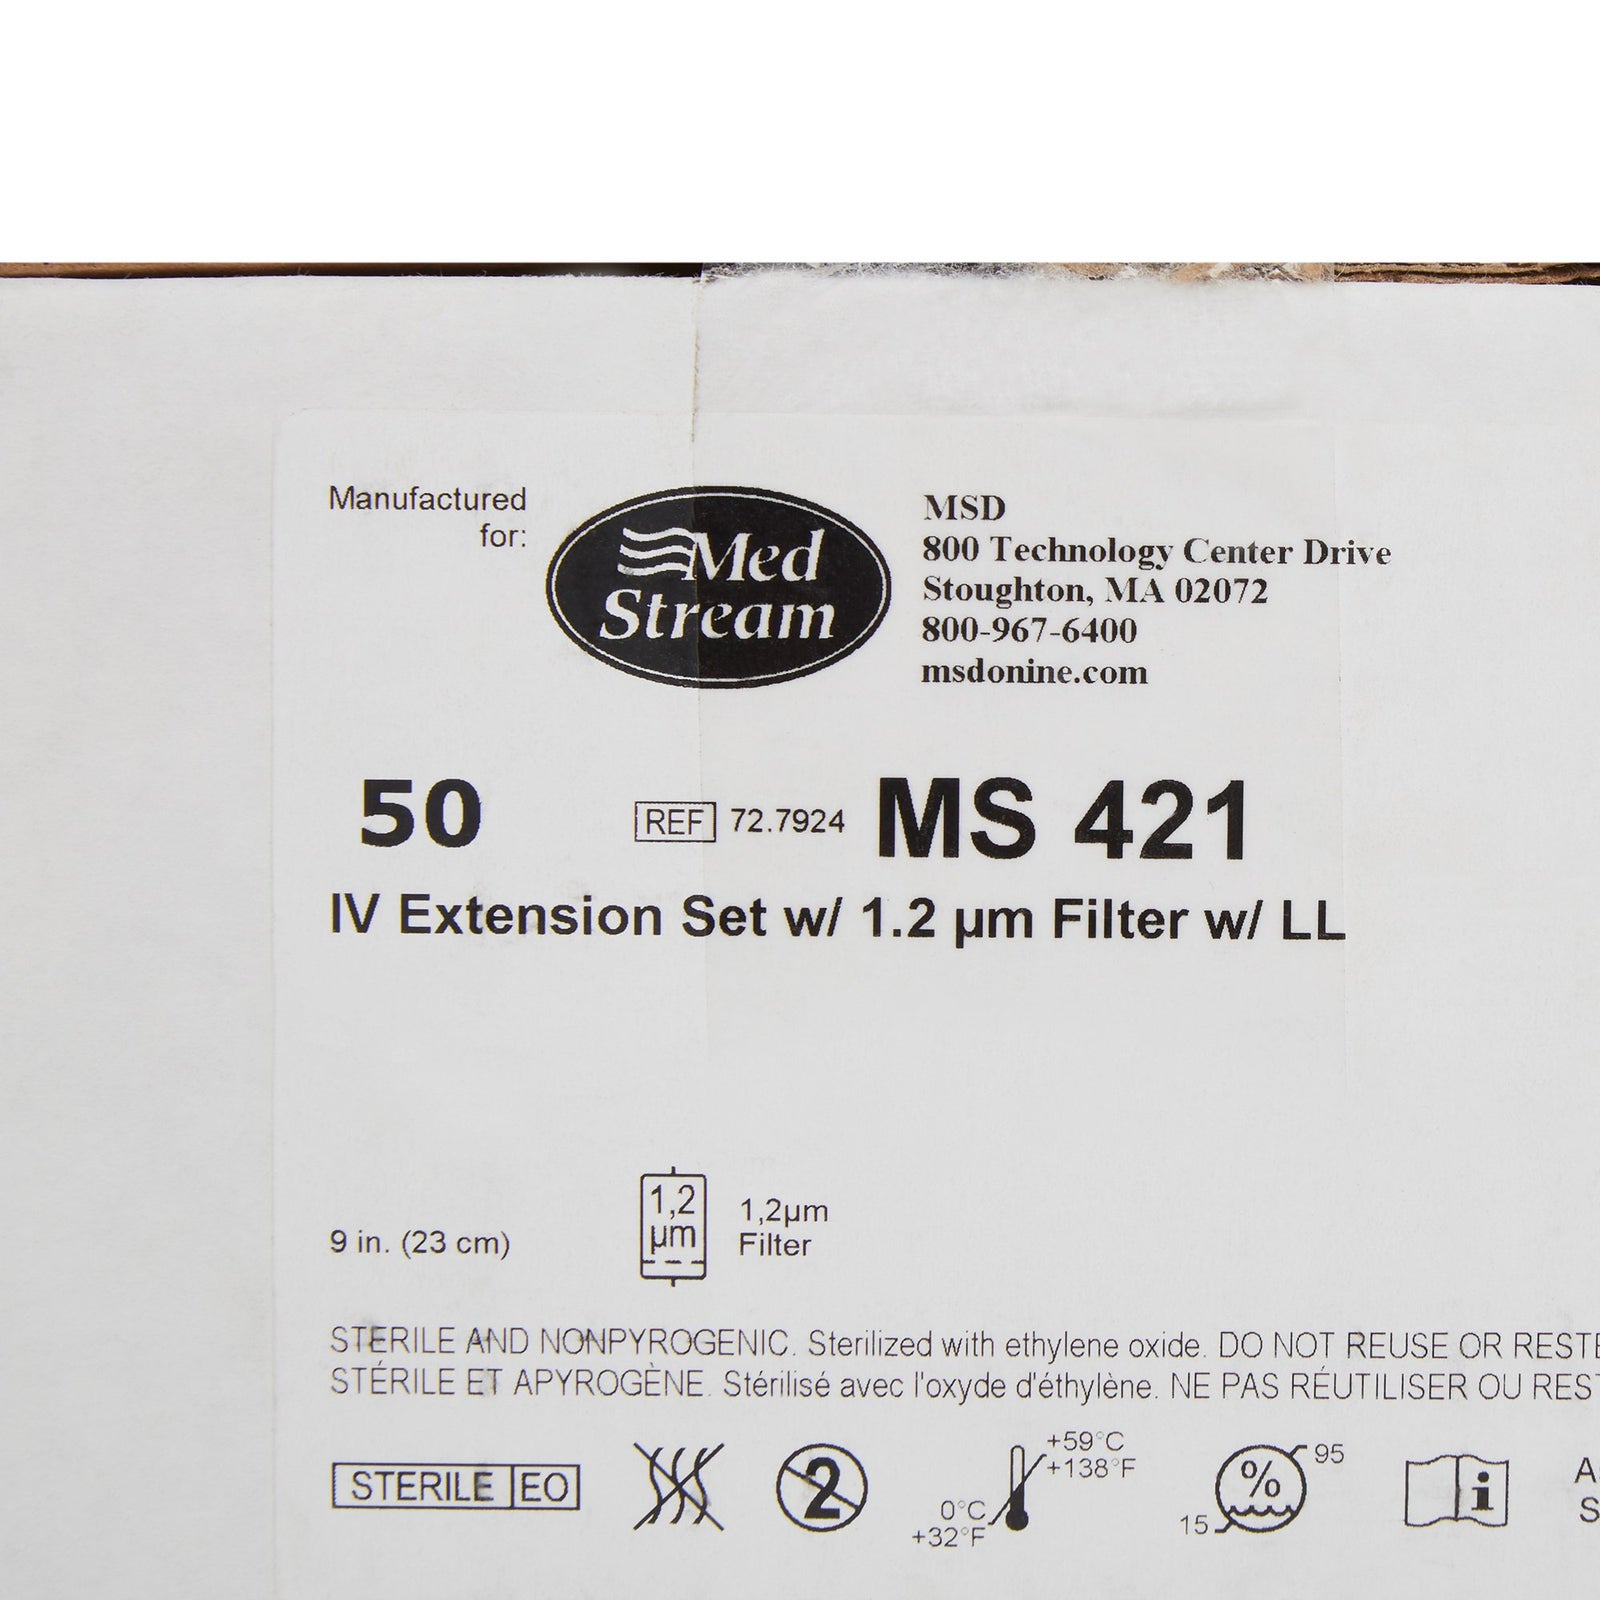 Manufactured
for:
Med
Stream
MSD
800 Technology Center Drive
Stoughton, MA 02072
800-967-6400
msdonine.com
50
REF 72.7924 MS 421
IV Extension Set w/ 1.2 µm Filter w/ LL
9 in. (23 cm)
1,2
µm
1,2µm
Filter
STERILE AND NONPYROGENIC. Sterilized with ethylene oxide. DO NOT REUSE OR
STÉRILE ET APYROGÈNE. Stérilisé avec l'oxyde d'éthylène. NE PAS RÉUTILISER OU
STERILE EO
2
+59°C
+138°F
0°C
+32°F
%
95
15
i